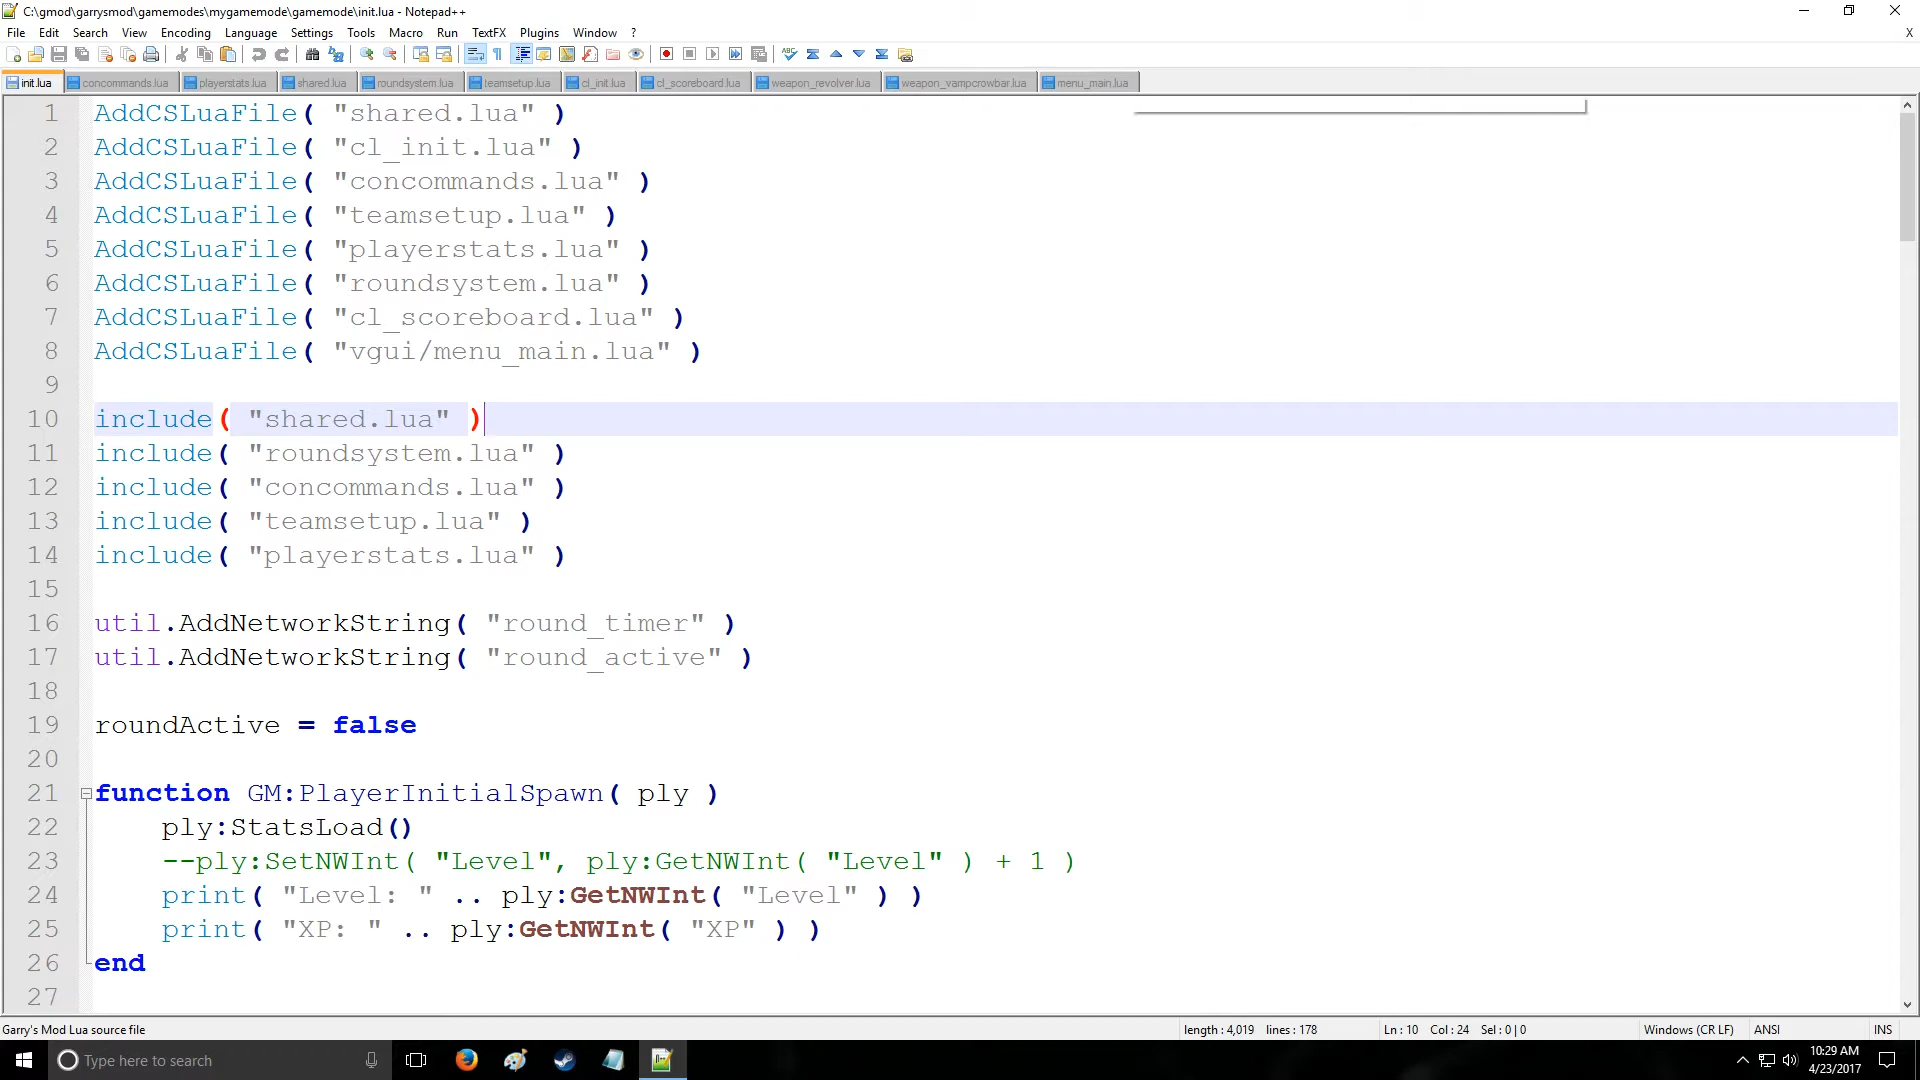 C:\gmod\garrysmod\gamemodes\mygamemode\gamemode\init.lua - Notepad++
File Edit Search View Encoding Language Settings Tools Macro Run TextFX Plugins Window ? X
init.lua concommands.lua playerstats.lua shared.lua roundsystem.lua teamsetup.lua cl_init.lua cl_scoreboard.lua weapon_revolver.lua weapon_vampcrowbar.lua menu_main.lua
1 AddCSLuaFile( "shared.lua" )
2 AddCSLuaFile( "cl_init.lua" )
3 AddCSLuaFile( "concommands.lua" )
4 AddCSLuaFile( "teamsetup.lua" )
5 AddCSLuaFile( "playerstats.lua" )
6 AddCSLuaFile( "roundsystem.lua" )
7 AddCSLuaFile( "cl_scoreboard.lua" )
8 AddCSLuaFile( "vgui/menu_main.lua" )
9
10 include( "shared.lua" )
11 include( "roundsystem.lua" )
12 include( "concommands.lua" )
13 include( "teamsetup.lua" )
14 include( "playerstats.lua" )
15
16 util.AddNetworkString( "round_timer" )
17 util.AddNetworkString( "round_active" )
18
19 roundActive = false
20
21 function GM:PlayerInitialSpawn( ply )
22 ply:StatsLoad()
23 --ply:SetNWInt( "Level", ply:GetNWInt( "Level" ) + 1 )
24 print( "Level: " .. ply:GetNWInt( "Level" ) )
25 print( "XP: " .. ply:GetNWInt( "XP" ) )
26 end
27
Garry's Mod Lua source file length : 4,019 lines : 178 Ln : 10 Col : 24 Sel : 0 | 0 Windows (CR LF) ANSI INS
Type here to search
10:29 AM
4/23/2017